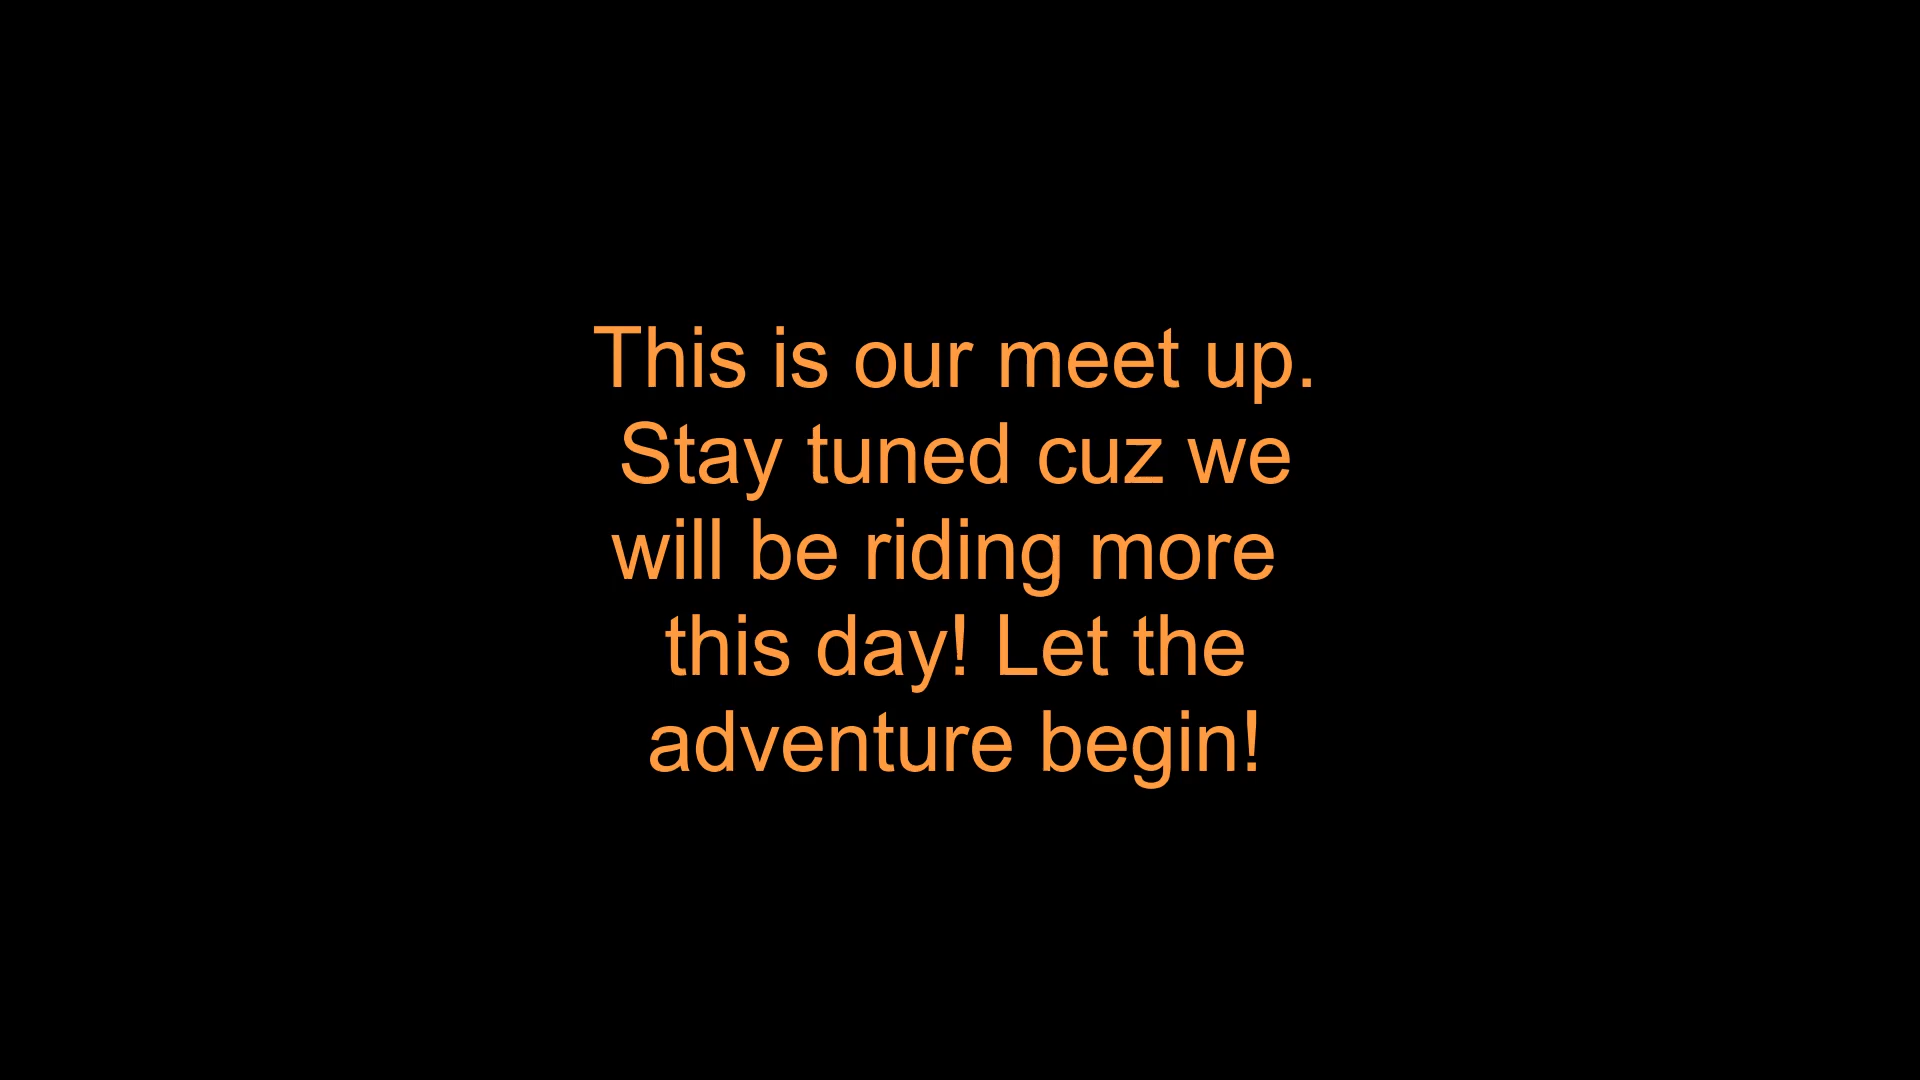 This is our meet up.
Stay tuned cuz we
will be riding more
this day! Let the
adventure begin!